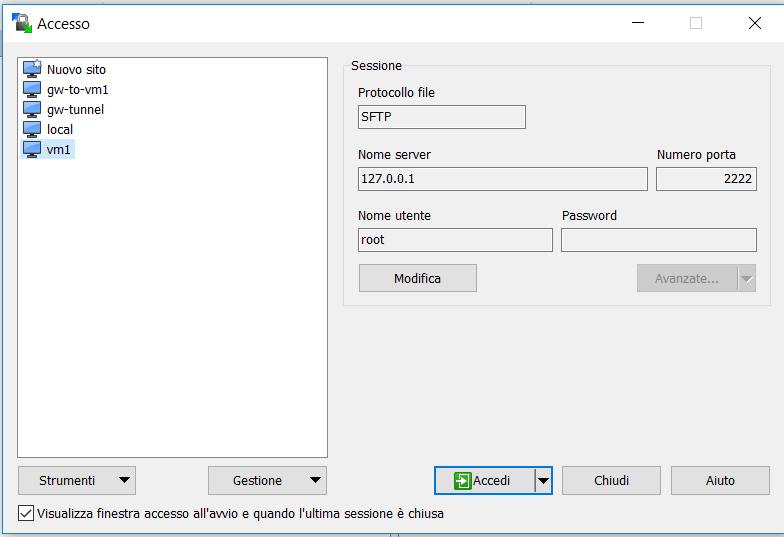 Accesso
Nuovo sito
gw-to-vm1
gw-tunnel
local
vm1
Sessione
Protocollo file
SFTP
Nome server
Numero porta
127.0.0.1
2222
Nome utente
Password
root
Modifica
Avanzate...
Strumenti
Gestione
Accedi
Chiudi
Aiuto
Visualizza finestra accesso all'avvio e quando l'ultima sessione è chiusa